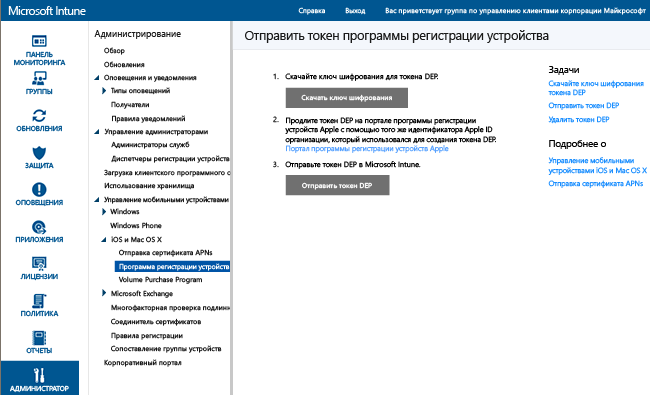 Microsoft Intune
Справка
Выход
Вас приветствует группа по управлению клиентами корпорации Майкрософт
ПАНЕЛЬ
МОНИТОРИНГА
ГРУППЫ
ОБНОВЛЕНИЯ
ЗАЩИТА
ОПОВЕЩЕНИЯ
ПРИЛОЖЕНИЯ
ЛИЦЕНЗИИ
ПОЛИТИКА
ОТЧЕТЫ
АДМИНИСТРАТОР
Администрирование
Обзор
Обновления
Оповещения и уведомления
Типы оповещений
Получатели
Правила уведомлений
Управление администраторами
Администраторы служб
Диспетчеры регистрации устройств
Загрузка клиентского программного о
Использование хранилища
Управление мобильными устройствами
Windows
Windows Phone
iOS и Mac OS X
Отправка сертификата APNs
Программа регистрации устройств
Volume Purchase Program
Microsoft Exchange
Многофакторная проверка подлинн
Соединитель сертификатов
Правила регистрации
Сопоставление группы устройств
Корпоративный портал
Отправить токен программы регистрации устройства
1. Скачайте ключ шифрования для токена DEP.
Скачать ключ шифрования
2. Продлите токен DEP на портале программы регистрации
устройств Apple с помощью того же идентификатора Apple ID
организации, который использовался для создания токена DEP.
Портал программы регистрации устройств Apple
3. Отправьте токен DEP в Microsoft Intune.
Отправить токен DEP
Задачи
Скачайте ключ шифрования
токена DEP
Отправить токен DEP
Удалить токен DEP
Подробнее о
Управление мобильными
устройствами iOS и Mac OS X
Отправка сертификата APNs